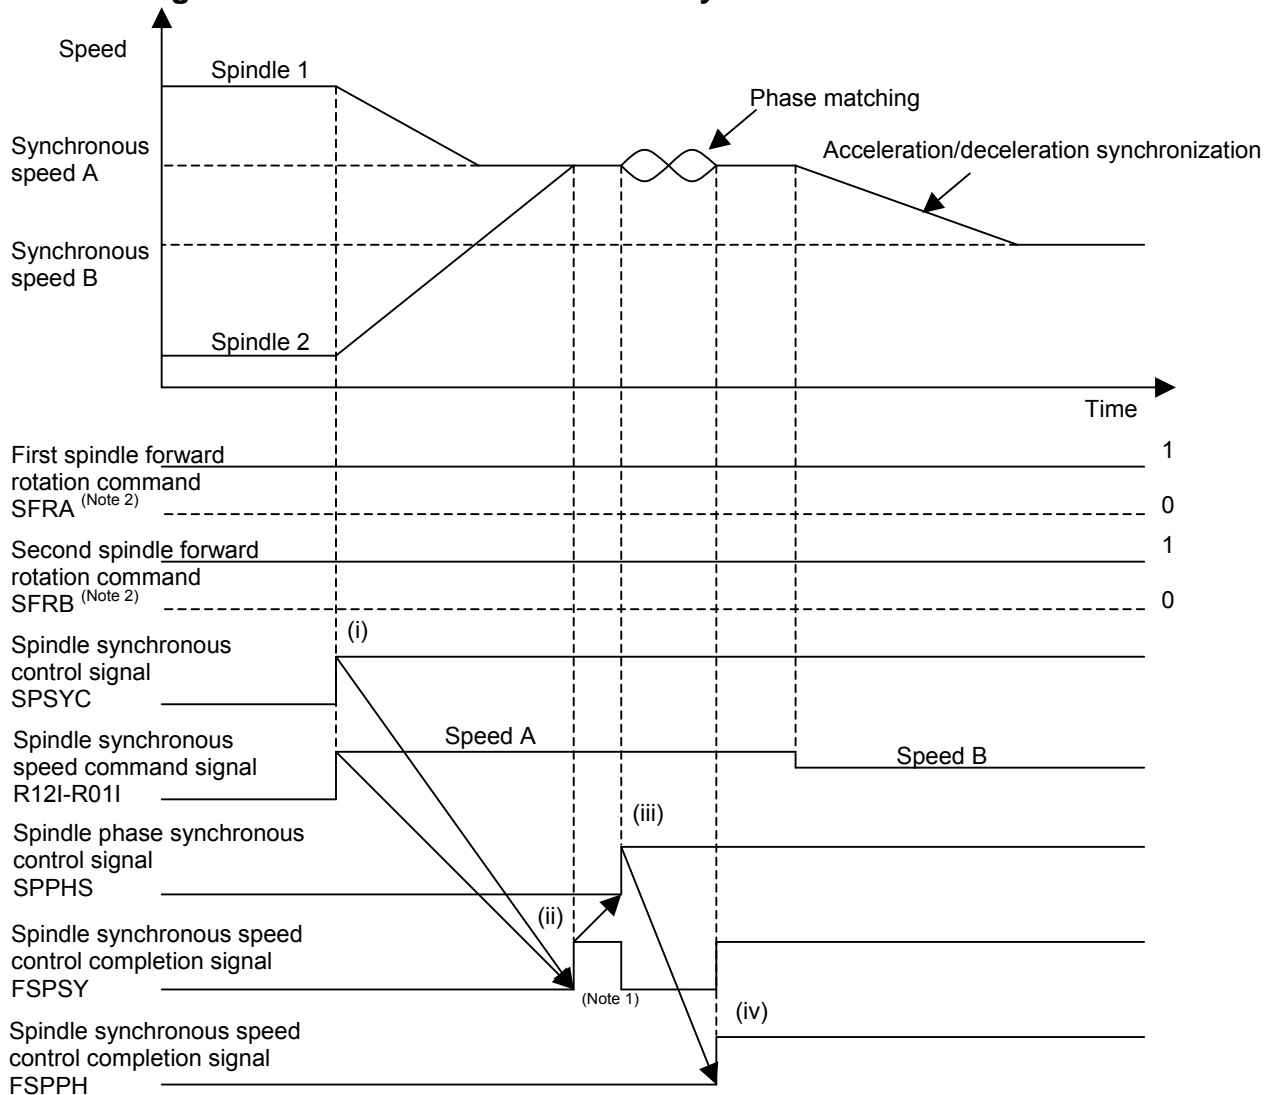 Speed
Spindle 1
Phase matching
Synchronous
speed A
Acceleration/deceleration synchronization
Synchronous
speed B
Spindle 2
Time
First spindle forward
rotation command
SFRA (Note 2)
1
0
Second spindle forward
rotation command
SFRB (Note 2)
1
0
Spindle synchronous
control signal
SPSYC
(i)
Spindle synchronous
speed command signal
R12I-R01I
Speed A
Speed B
Spindle phase synchronous
control signal
SPPHS
(iii)
Spindle synchronous speed
control completion signal
FSPSY
(ii)
(Note 1)
Spindle synchronous speed
control completion signal
FSPPH
(iv)